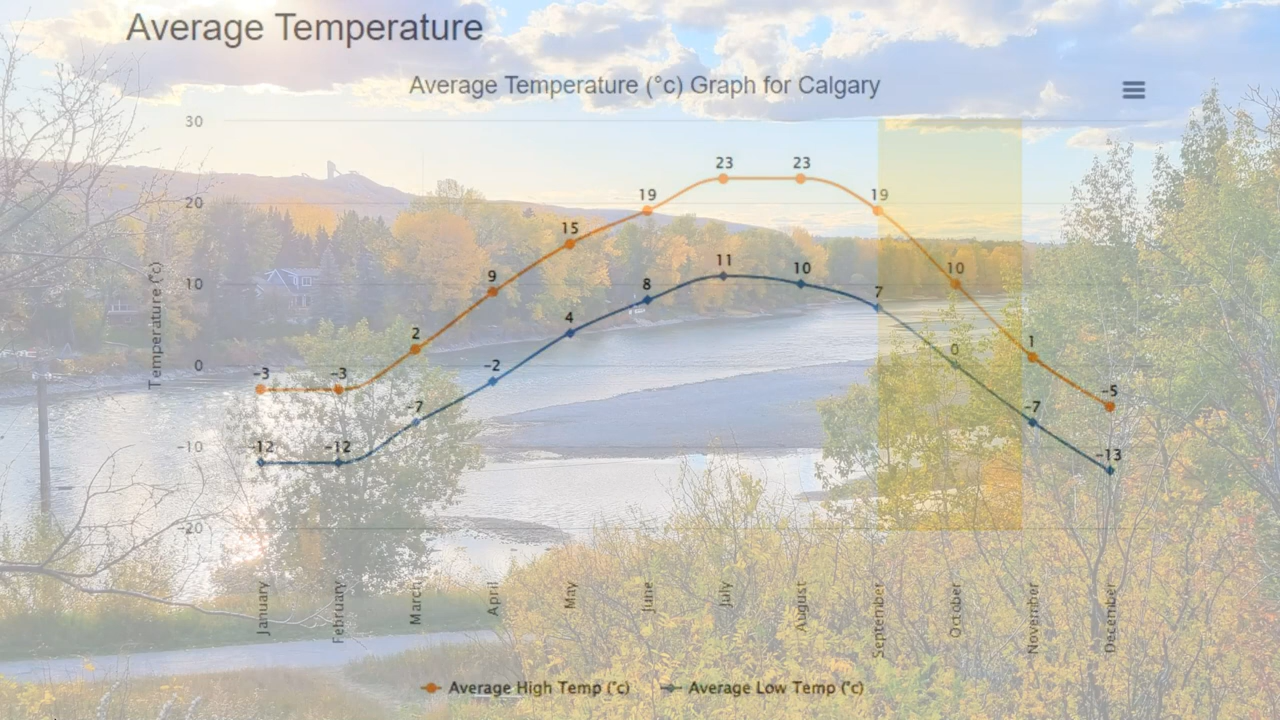 Average Temperature
Average Temperature (°c) Graph for Calgary
30
20
10
0
-10
-20
Temperature (°c)
-3
-3
2
9
15
19
23
23
19
10
1
-5
-12
-12
-7
-2
4
8
11
10
7
0
-7
-13
January
February
March
April
May
June
July
August
September
October
November
December
Average High Temp (°c)
Average Low Temp (°c)